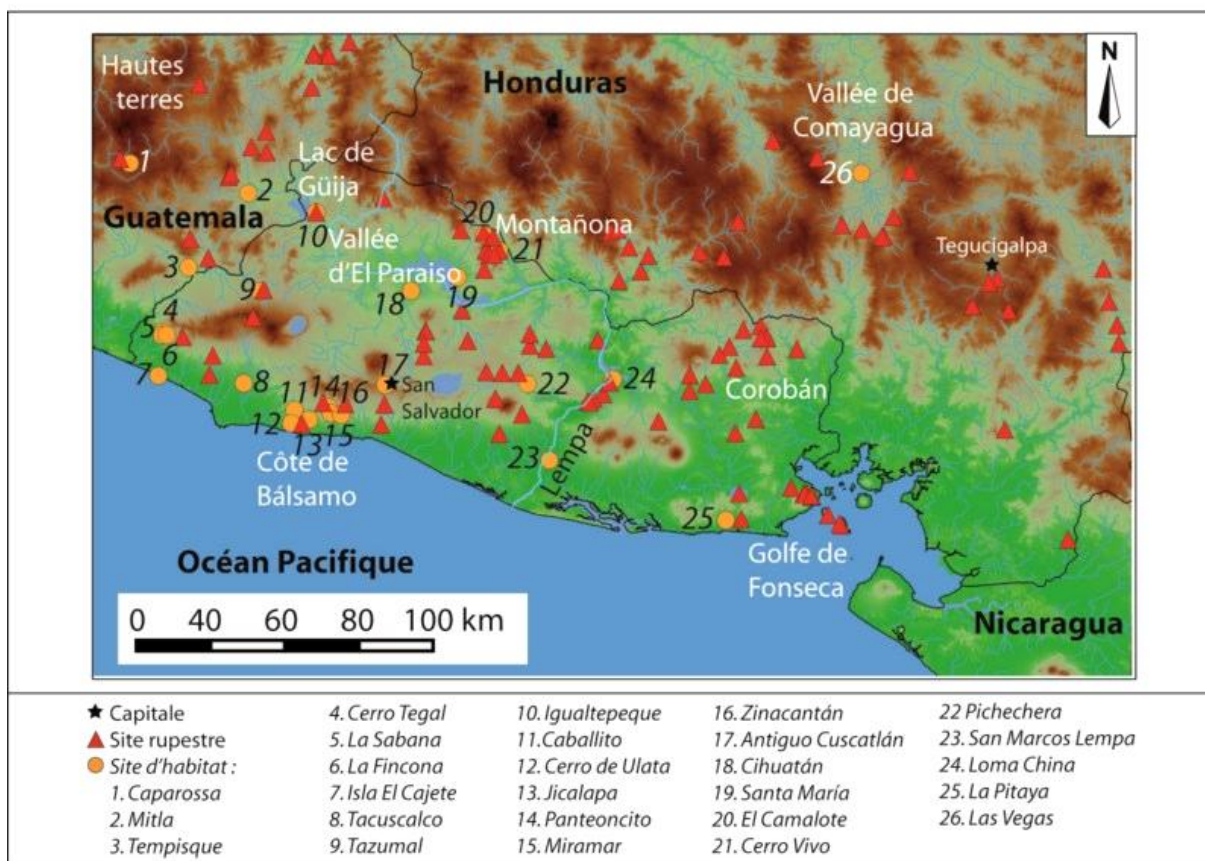 Hautes
terres
Honduras
Vallée de
Comayagua
N
1
Lac de
Güija
26
2
Guatemala
10
Vallée
d'El Paraiso
20
Montañona
21
Tegucigalpa
3
9
18
19
4
5
6
7
8
17
San
Salvador
22
24
Corobán
11
14
16
12
13
15
Côte de
Bálsamo
23
Lempa
25
Golfe de
Fonseca
Océan Pacifique
Nicaragua
0 40 60 80 100 km
Capitale
Site rupestre
Site d'habitat :
1. Caparossa
2. Mitla
3. Tempisque
4. Cerro Tegal
5. La Sabana
6. La Fincona
7. Isla El Cajete
8. Tacuscalco
9. Tazumal
10. Igualtepeque
11. Caballito
12. Cerro de Ulata
13. Jicalapa
14. Panteoncito
15. Miramar
16. Zinacantán
17. Antiguo Cuscatlán
18. Cihuatán
19. Santa María
20. El Camalote
21. Cerro Vivo
22 Pichechera
23. San Marcos Lempa
24. Loma China
25. La Pitaya
26. Las Vegas